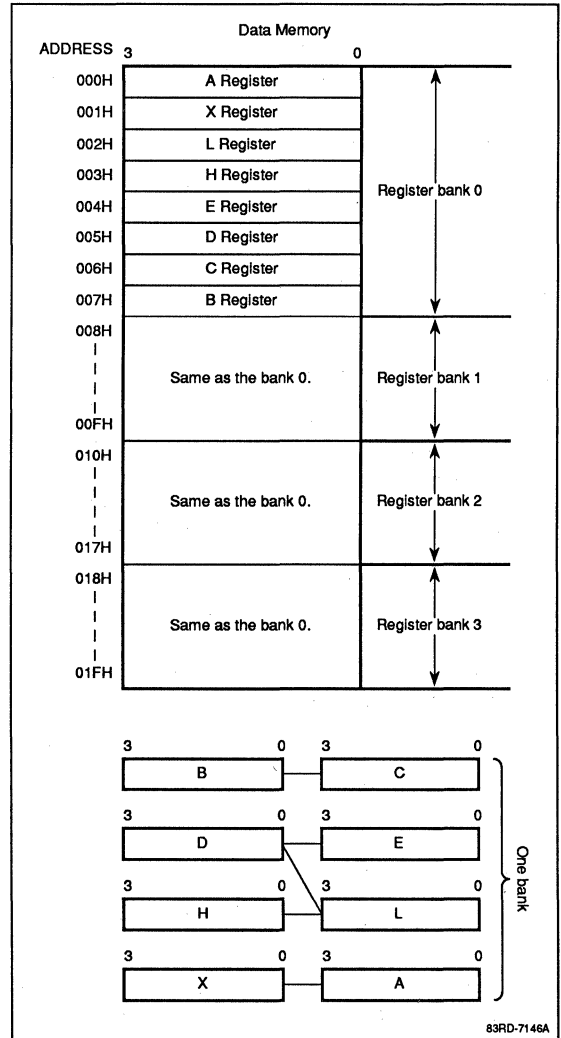 Data Memory
ADDRESS 3 0
000H A Register
001H X Register
002H L Register
003H H Register
Register bank 0
004H E Register
005H D Register
006H C Register
007H B Register
008H
Same as the bank 0. Register bank 1
00FH
010H
Same as the bank 0. Register bank 2
017H
018H
Same as the bank 0. Register bank 3
01FH
3 0 3 0
B C
3 0 3 0
D E
One bank
3 0 3 0
H L
3 0 3 0
X A
83RD-7146A